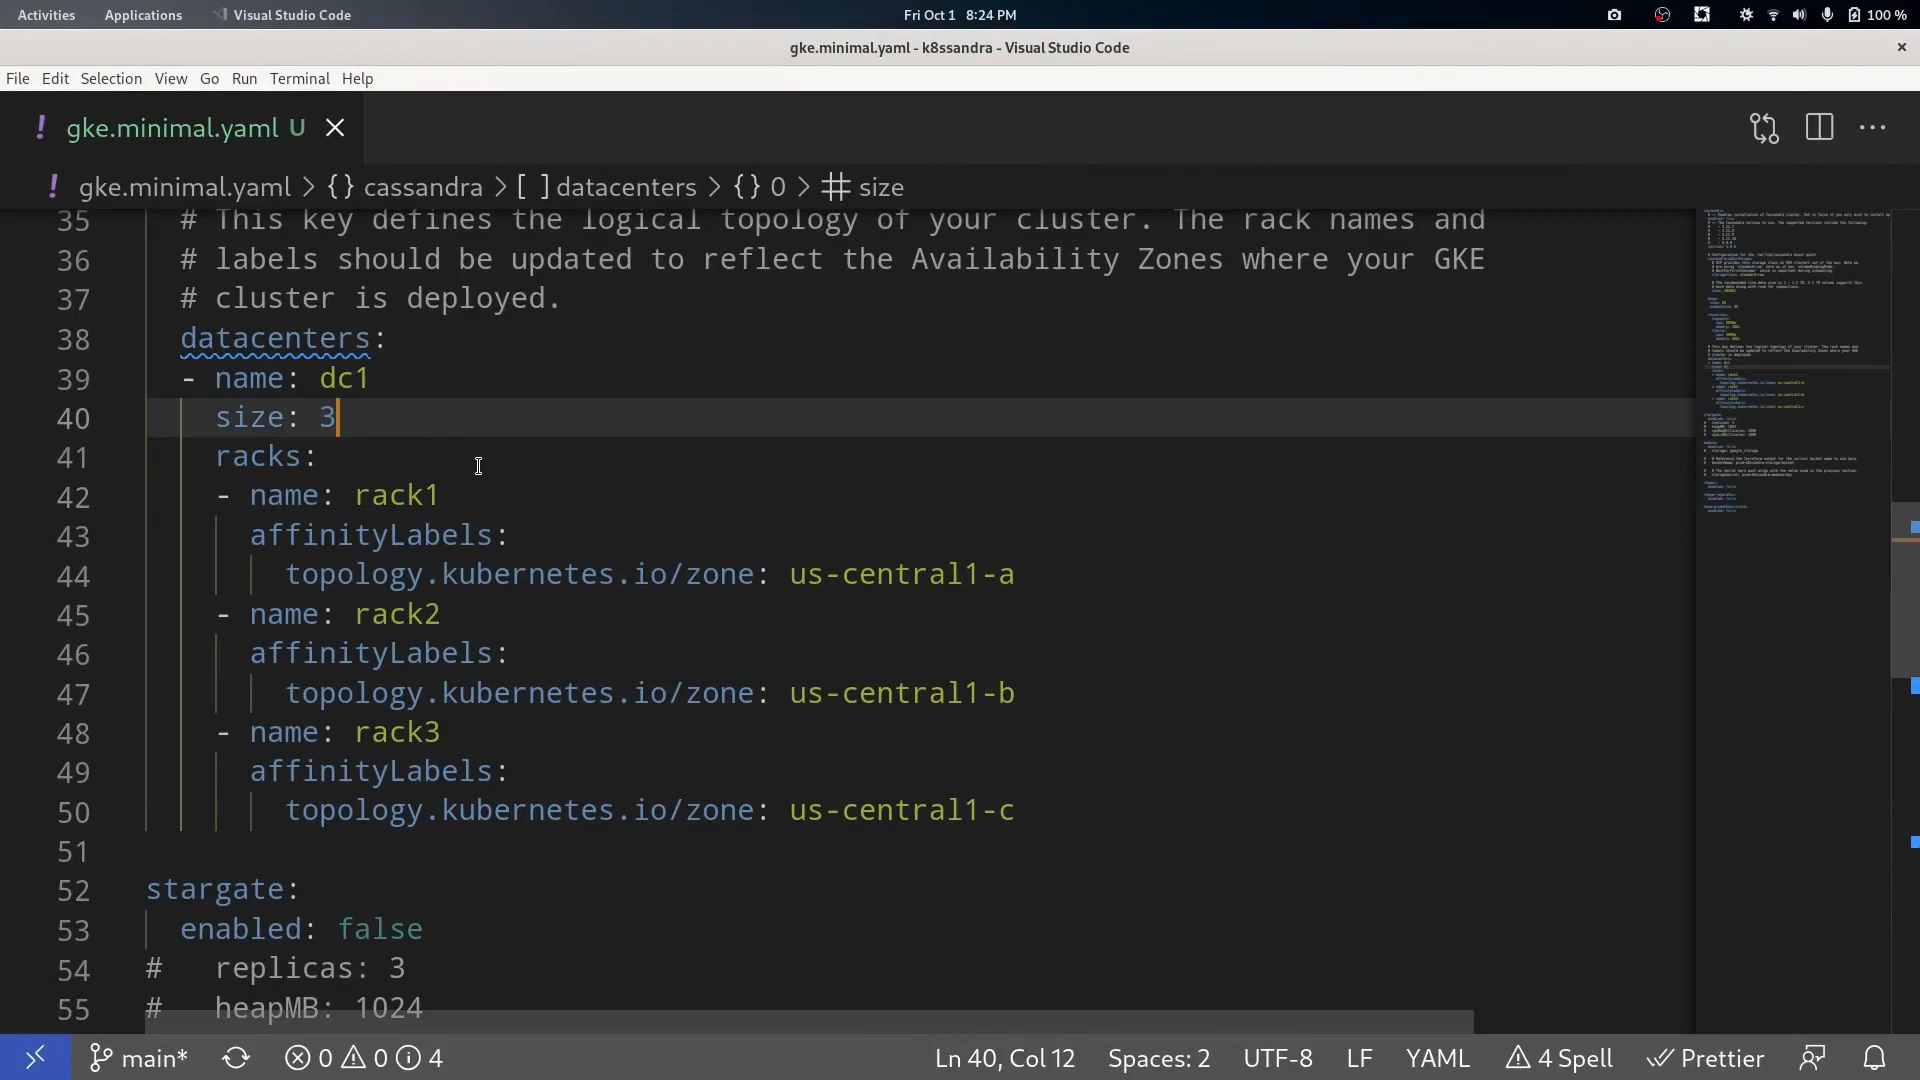 Activities Applications Visual Studio Code Fri Oct 1 8:24 PM 100 %
gke.minimal.yaml - k8ssandra - Visual Studio Code
File Edit Selection View Go Run Terminal Help
! gke.minimal.yaml U
! gke.minimal.yaml > {} cassandra > [ ] datacenters > {} 0 > # size
35 # This key defines the logical topology of your cluster. The rack names and
36 # labels should be updated to reflect the Availability Zones where your GKE
37 # cluster is deployed.
38 datacenters:
39 - name: dc1
40 size: 3
41 racks:
42 - name: rack1
43 affinityLabels:
44 topology.kubernetes.io/zone: us-central1-a
45 - name: rack2
46 affinityLabels:
47 topology.kubernetes.io/zone: us-central1-b
48 - name: rack3
49 affinityLabels:
50 topology.kubernetes.io/zone: us-central1-c
51
52 stargate:
53 enabled: false
54 # replicas: 3
55 # heapMB: 1024
main* 0 0 4 Ln 40, Col 12 Spaces: 2 UTF-8 LF YAML 4 Spell Prettier